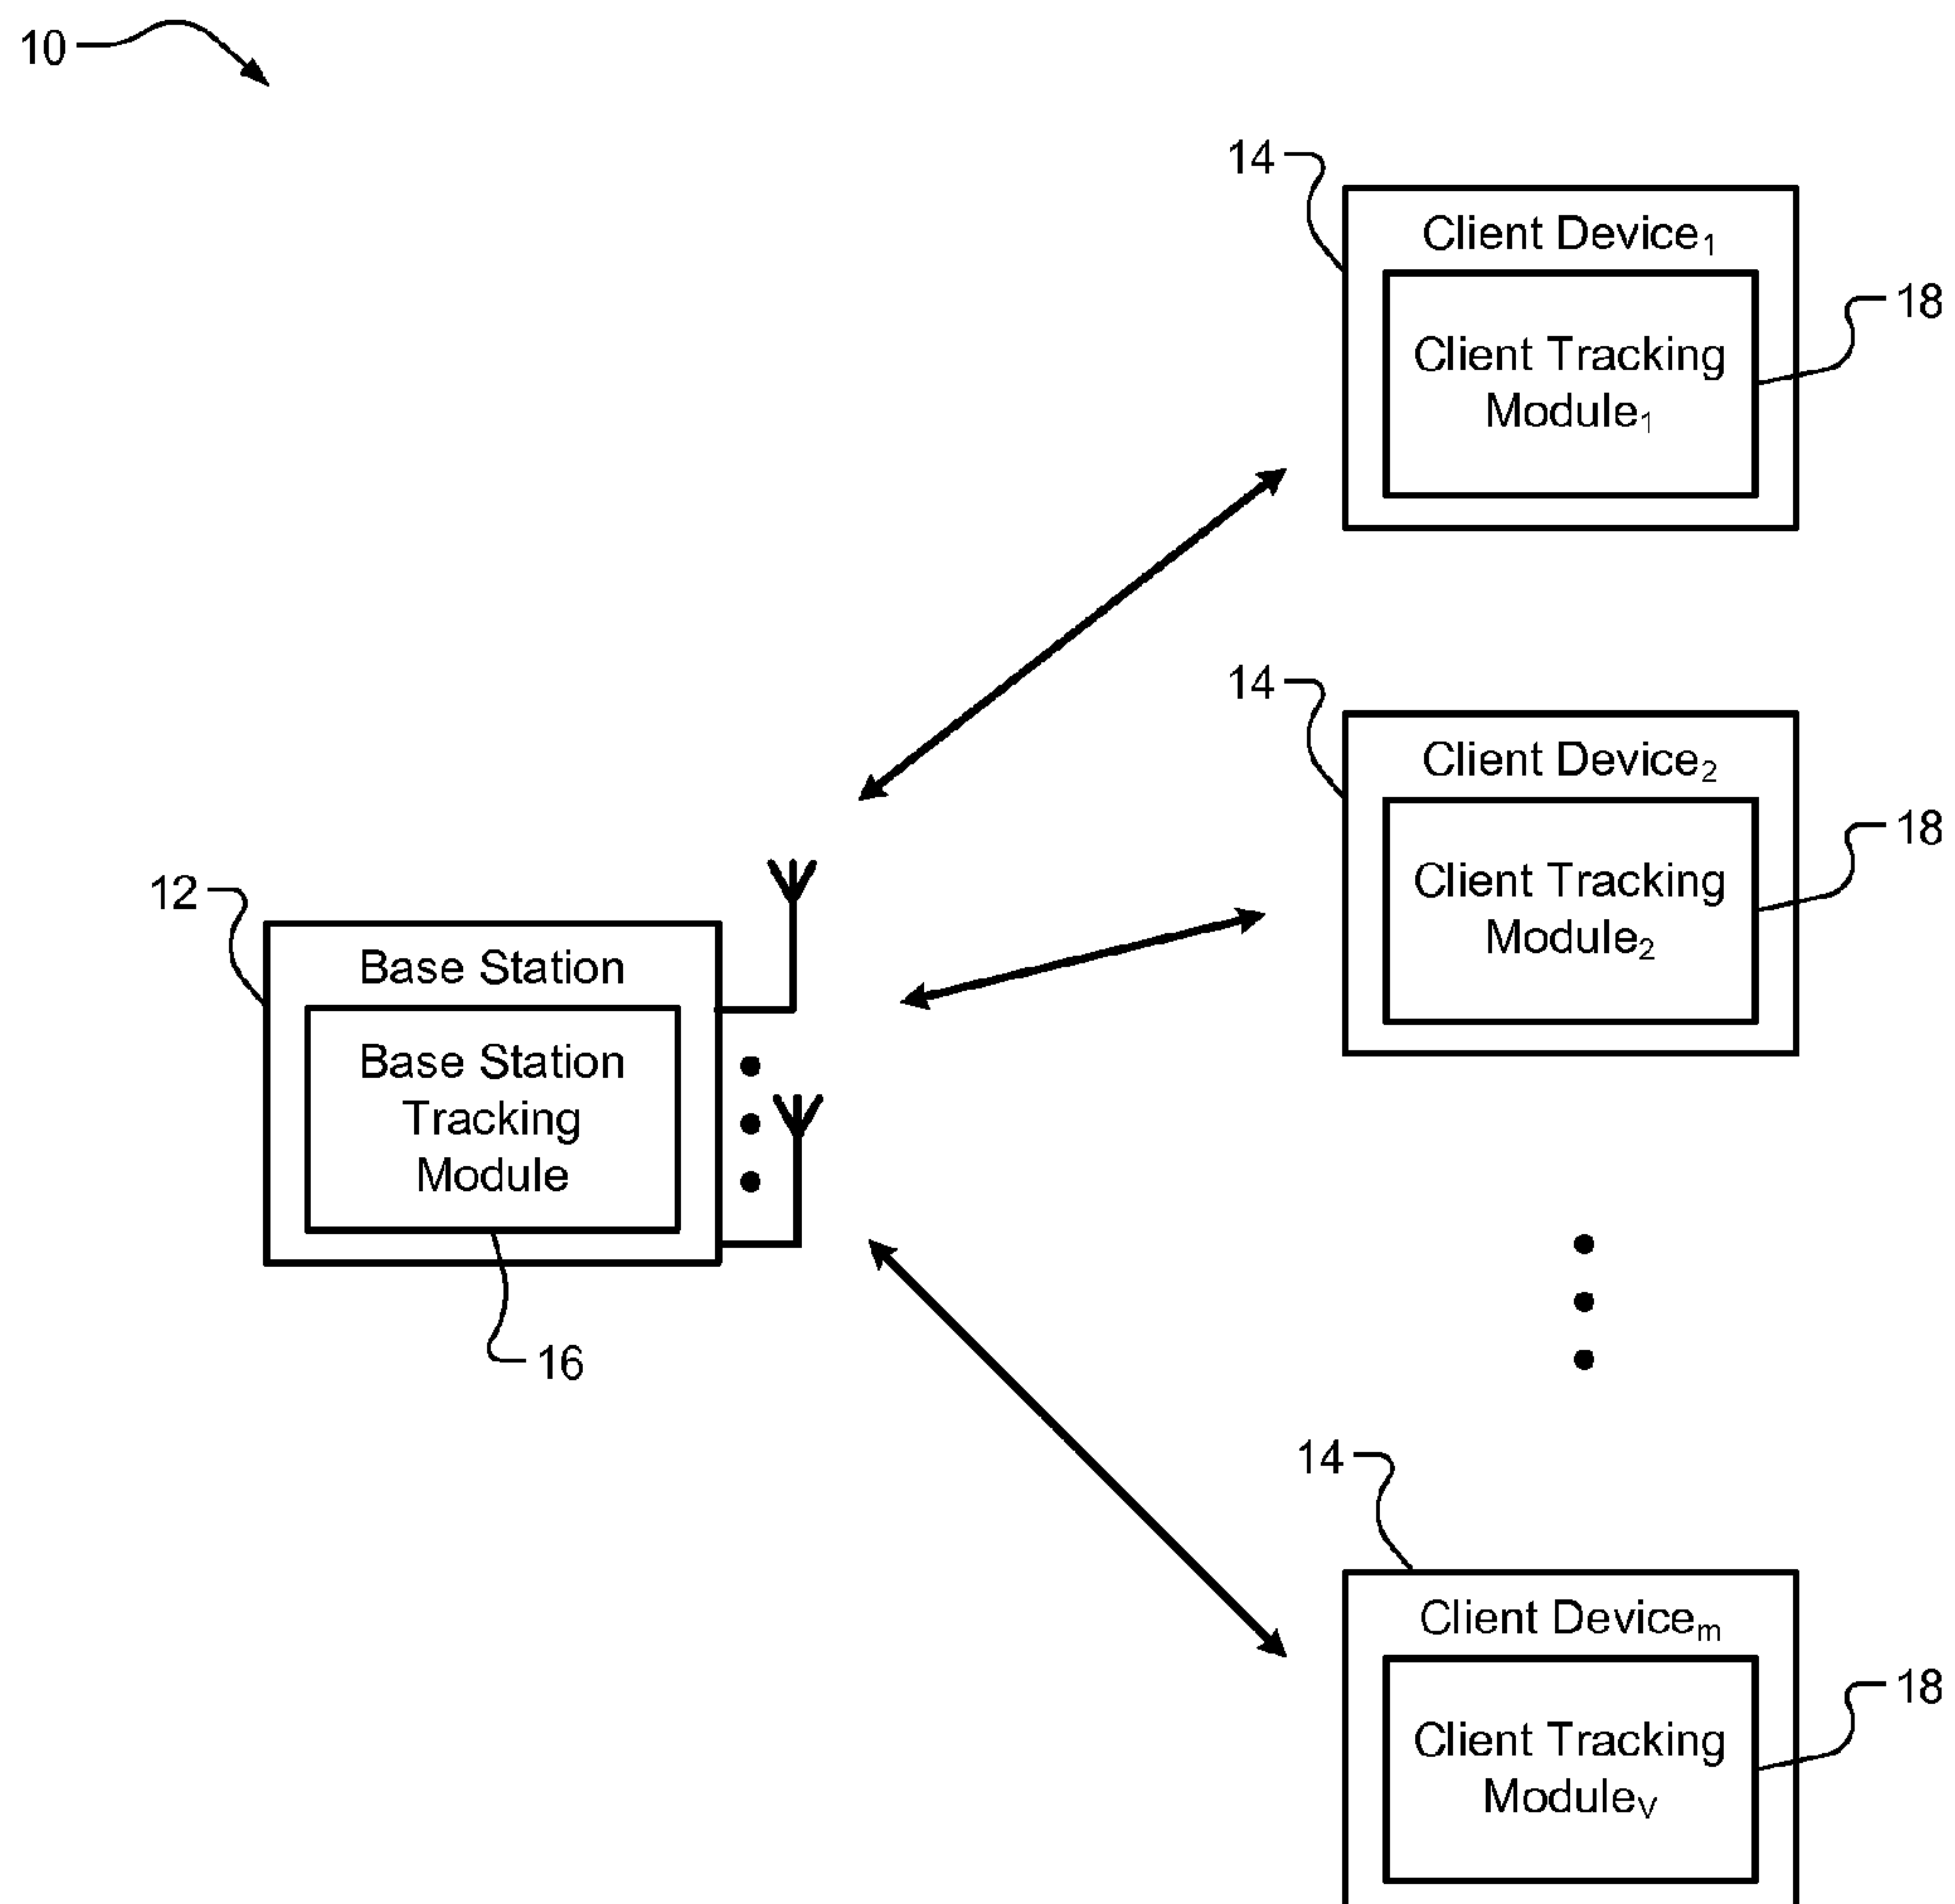 10
14
Client Device₁
18
Client Tracking
Module₁
14
Client Device₂
18
Client Tracking
Module₂
12
Base Station
Base Station
Tracking
Module
16
14
Client Deviceₘ
18
Client Tracking
Moduleᵥ